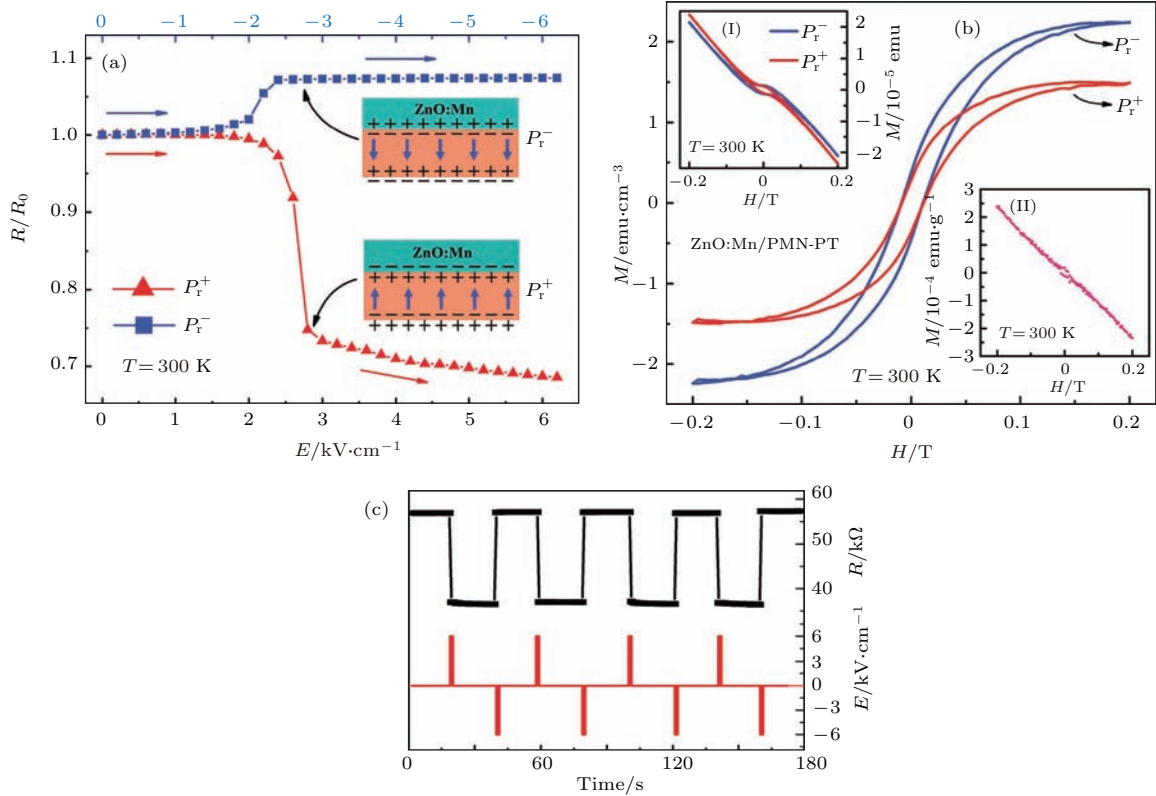 0 −1 −2 −3 −4 −5 −6
1.1
1.0
0.9
0.8
0.7
R/R0
(a)
ZnO:Mn
+ + + + + + + + +
− − − − − − − − −
Pr−
+ + + + + + + + +
− − − − − − − − −
ZnO:Mn
− − − − − − − − −
+ + + + + + + + +
Pr+
− − − − − − − − −
+ + + + + + + + +
Pr+
Pr−
T = 300 K
0 1 2 3 4 5 6
E/kV·cm−1
(b)
2
1
0
−1
−2
M/emu·cm−3
(I)
Pr−
Pr+
T = 300 K
2
1
0
−1
−2
M/10−5 emu
−0.2 0 0.2
H/T
Pr−
Pr+
ZnO:Mn/PMN-PT
(II)
3
2
1
0
−1
−2
−3
M/10−4 emu·g−1
T = 300 K
−0.2 0 0.2
H/T
T = 300 K
−0.2 −0.1 0 0.1 0.2
H/T
(c)
60
50
40
R/kΩ
6
3
0
−3
−6
E/kV·cm−1
0 60 120 180
Time/s